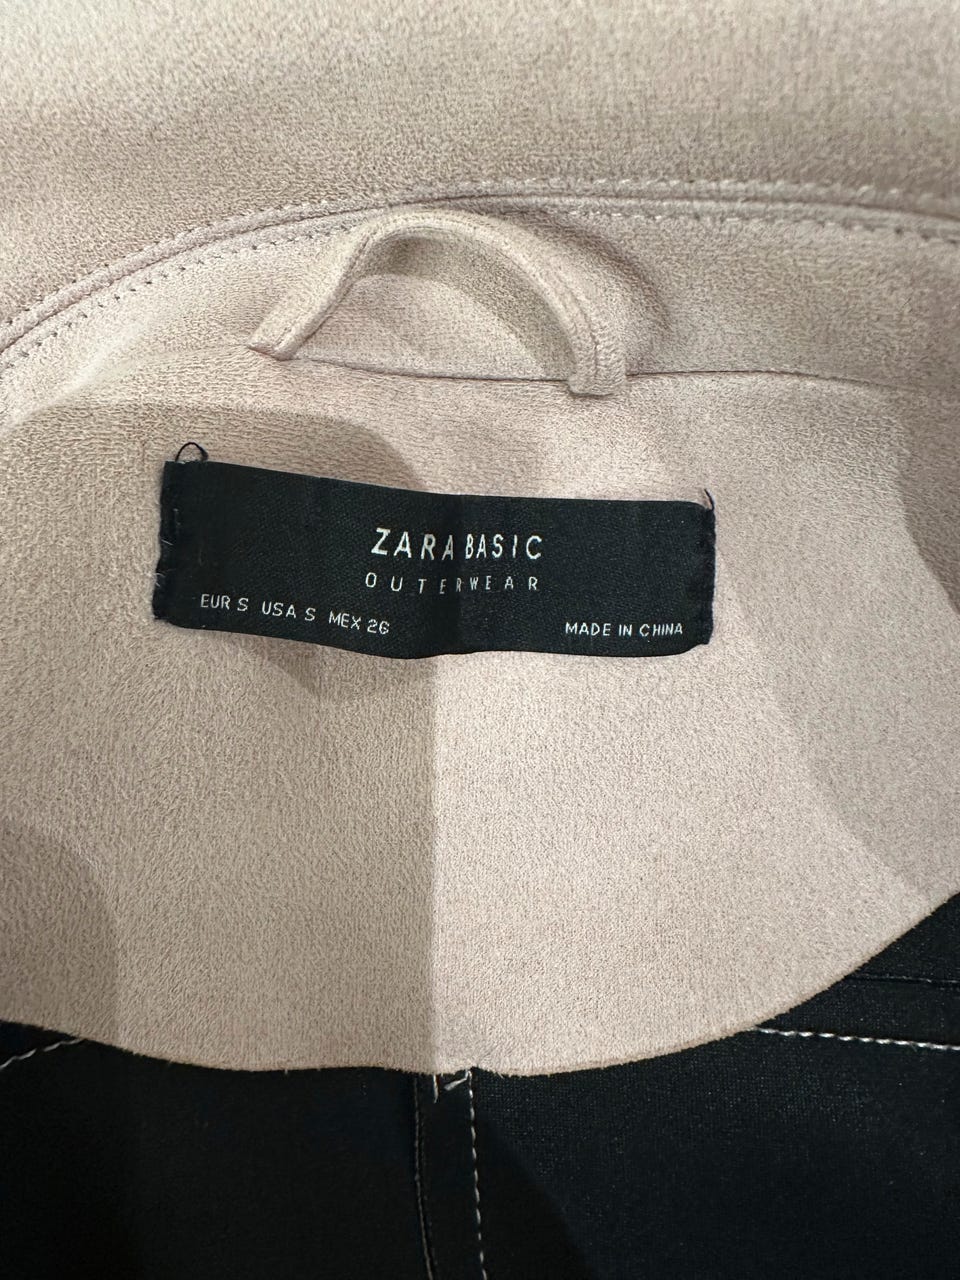 ZARA BASIC
OUTERWEAR
EUR S USA S MEX 26
MADE IN CHINA